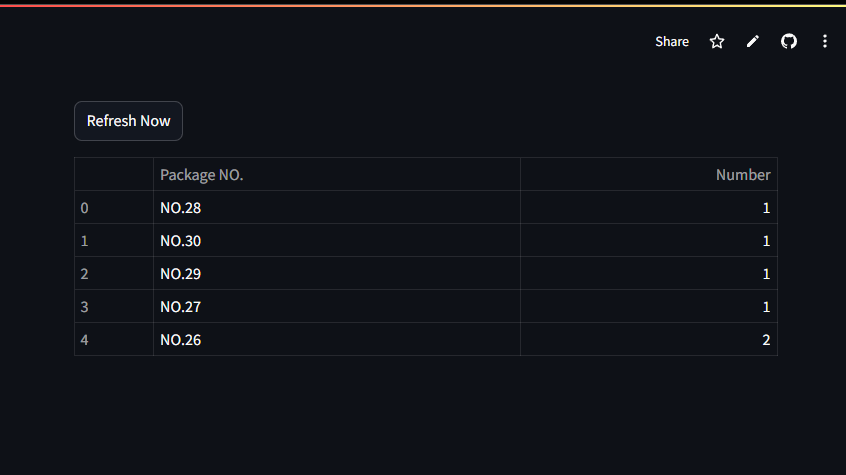 Share
Refresh Now
Package NO. Number
0 NO.28 1
1 NO.30 1
2 NO.29 1
3 NO.27 1
4 NO.26 2